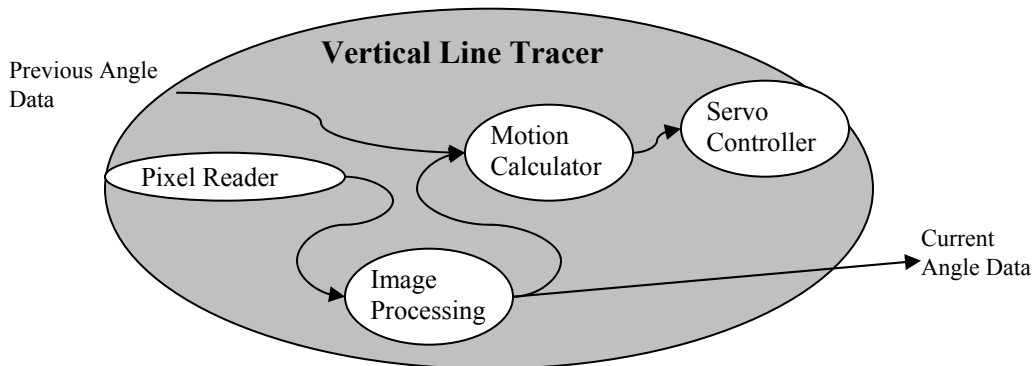 Vertical Line Tracer
Previous Angle
Data
Servo
Controller
Motion
Calculator
Pixel Reader
Current
Angle Data
Image
Processing